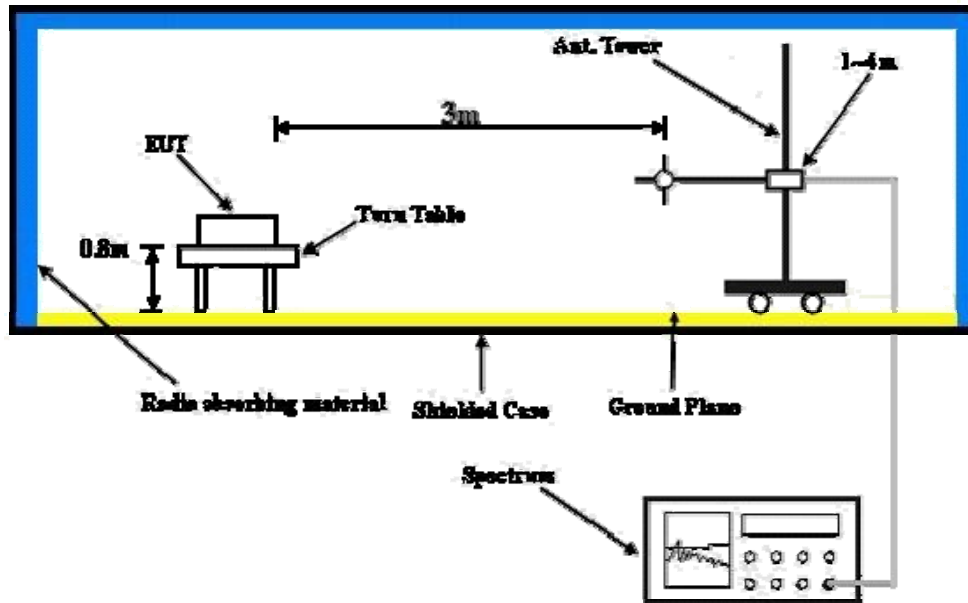 Ant. Tower
1~4m
3m
EUT
Turn Table
0.8m
Radio absorbing material
Shielded Case
Ground Plane
Spectrum